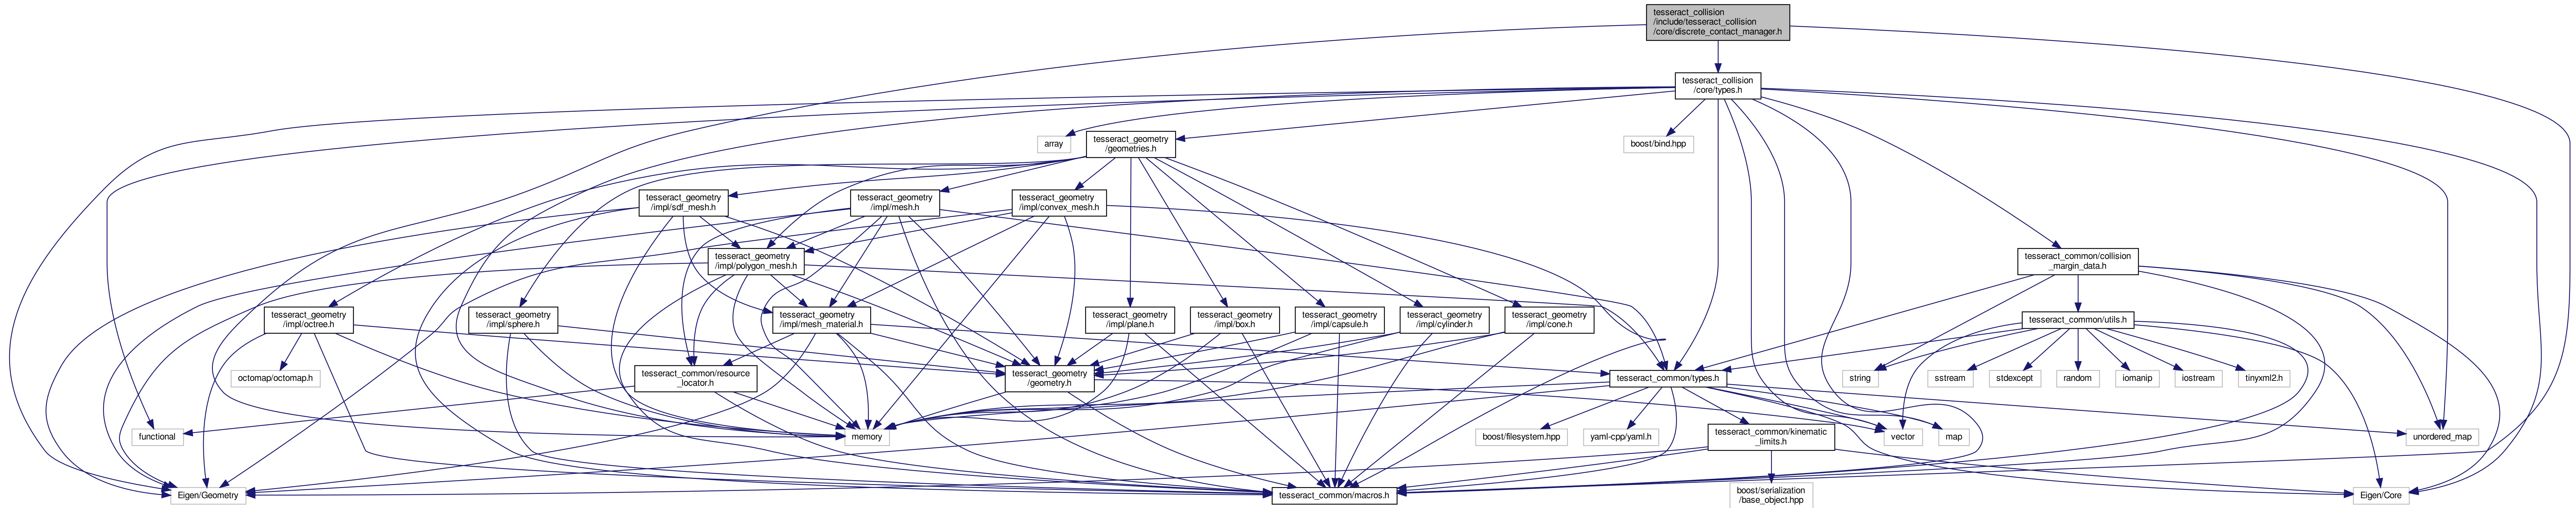 tesseract_collision
/include/tesseract_collision
/core/discrete_contact_manager.h
tesseract_collision
/core/types.h
array
tesseract_geometry
/geometries.h
boost/bind.hpp
tesseract_geometry
/impl/sdf_mesh.h
tesseract_geometry
/impl/mesh.h
tesseract_geometry
/impl/convex_mesh.h
tesseract_geometry
/impl/polygon_mesh.h
tesseract_common/collision
_margin_data.h
tesseract_geometry
/impl/octree.h
tesseract_geometry
/impl/sphere.h
tesseract_geometry
/impl/mesh_material.h
tesseract_geometry
/impl/plane.h
tesseract_geometry
/impl/box.h
tesseract_geometry
/impl/capsule.h
tesseract_geometry
/impl/cylinder.h
tesseract_geometry
/impl/cone.h
tesseract_common/utils.h
octomap/octomap.h
tesseract_common/resource
_locator.h
tesseract_geometry
/geometry.h
tesseract_common/types.h
string
sstream
stdexcept
random
iomanip
iostream
tinyxml2.h
functional
memory
boost/filesystem.hpp
yaml-cpp/yaml.h
tesseract_common/kinematic
_limits.h
vector
map
unordered_map
Eigen/Geometry
tesseract_common/macros.h
boost/serialization
/base_object.hpp
Eigen/Core